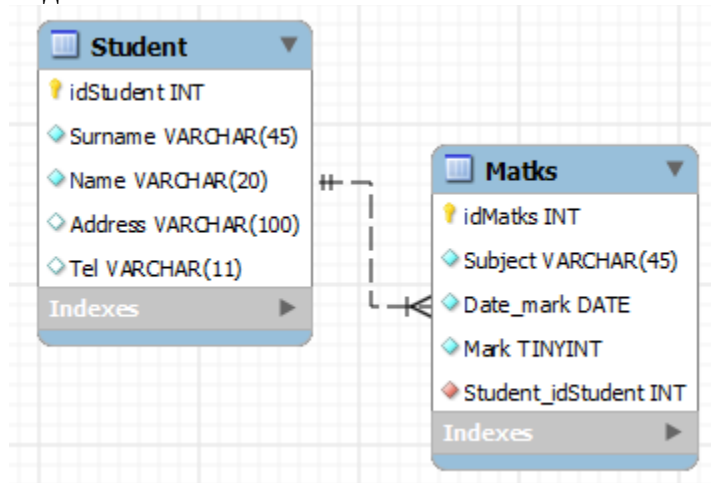 Student
idStudent INT
Surname VARCHAR(45)
Name VARCHAR(20)
Address VARCHAR(100)
Tel VARCHAR(11)
Indexes
Matks
idMatks INT
Subject VARCHAR(45)
Date_mark DATE
Mark TINYINT
Student_idStudent INT
Indexes